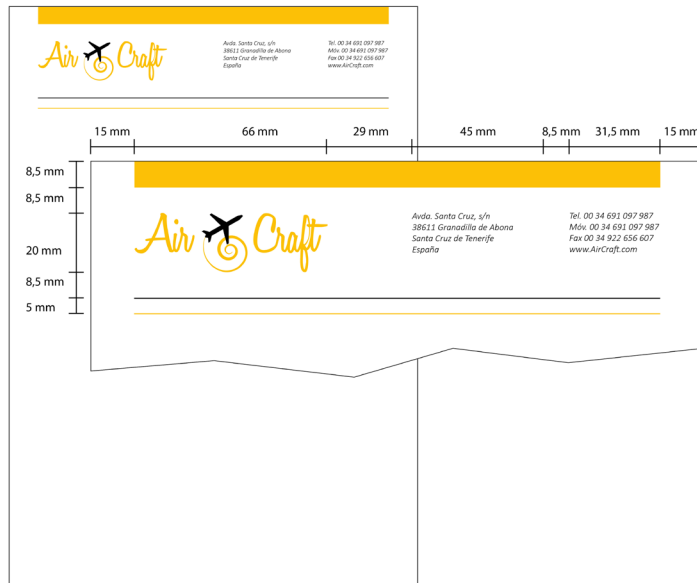 Air Craft
Avda. Santa Cruz, s/n
38611 Granadilla de Abona
Santa Cruz de Tenerife
España
Tel. 00 34 691 097 987
Móv. 00 34 691 097 987
Fax 00 34 922 656 607
www.AirCraft.com
15 mm 66 mm 29 mm 45 mm 8,5 mm 31,5 mm 15 mm
8,5 mm
8,5 mm
20 mm
8,5 mm
5 mm
Air Craft
Avda. Santa Cruz, s/n
38611 Granadilla de Abona
Santa Cruz de Tenerife
España
Tel. 00 34 691 097 987
Móv. 00 34 691 097 987
Fax 00 34 922 656 607
www.AirCraft.com